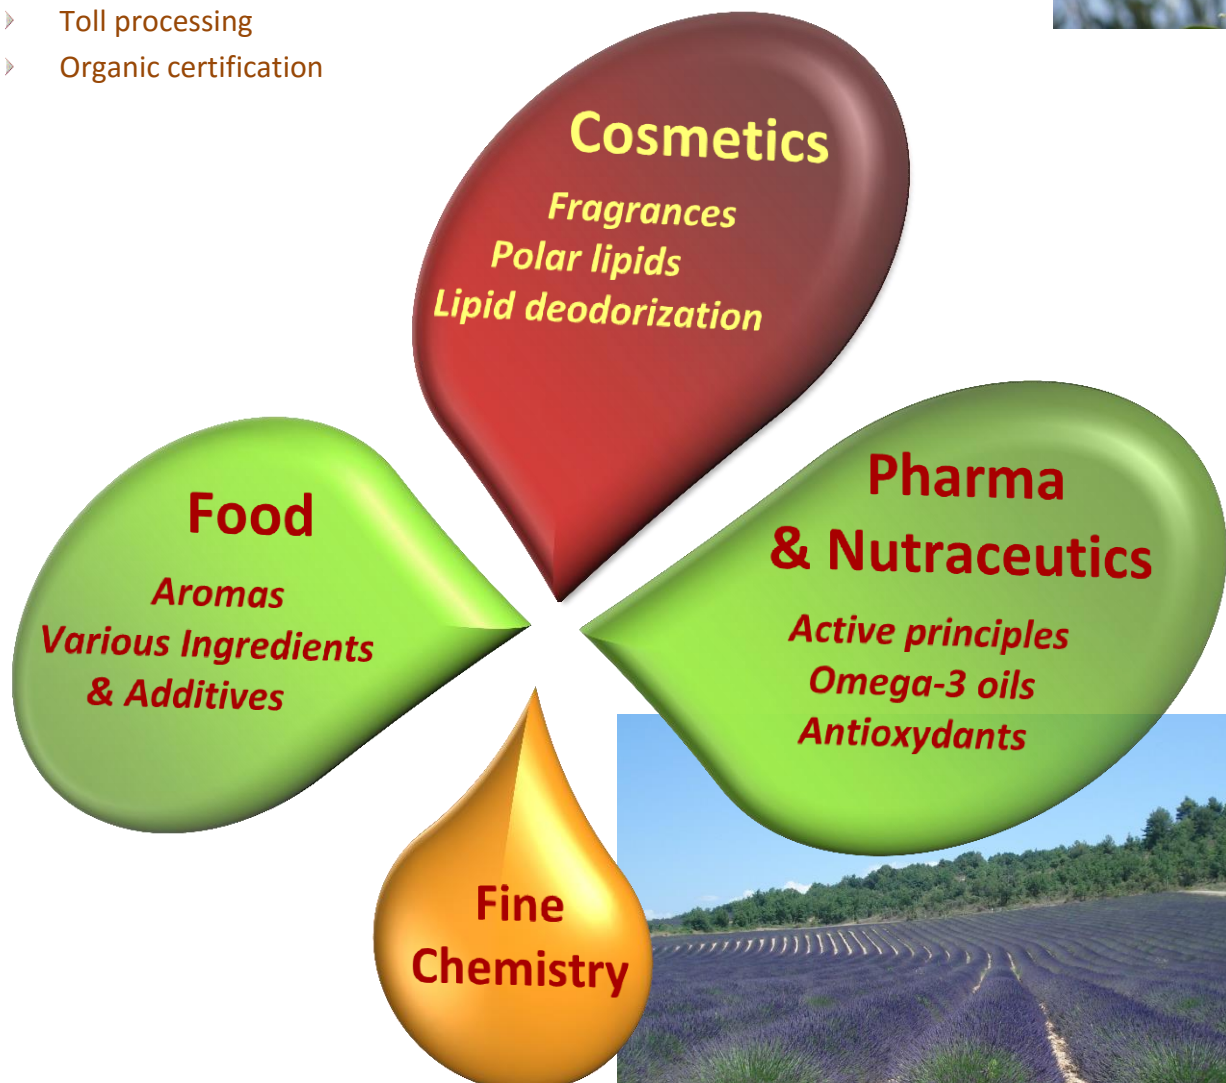 Toll processing
Organic certification
Cosmetics
Fragrances
Polar lipids
Lipid deodorization
Food
Aromas
Various Ingredients
& Additives
Pharma
& Nutraceutics
Active principles
Omega-3 oils
Antioxydants
Fine
Chemistry